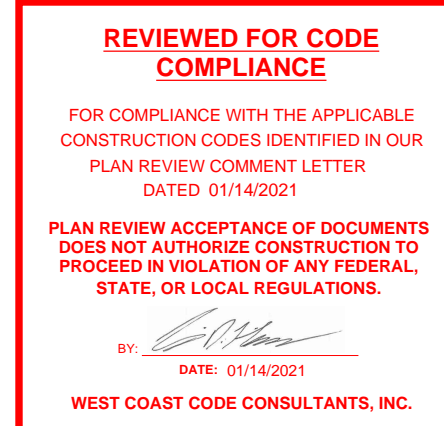 REVIEWED FOR CODE
COMPLIANCE
FOR COMPLIANCE WITH THE APPLICABLE
CONSTRUCTION CODES IDENTIFIED IN OUR
PLAN REVIEW COMMENT LETTER
DATED 01/14/2021
PLAN REVIEW ACCEPTANCE OF DOCUMENTS
DOES NOT AUTHORIZE CONSTRUCTION TO
PROCEED IN VIOLATION OF ANY FEDERAL,
STATE, OR LOCAL REGULATIONS.
BY:
DATE: 01/14/2021
WEST COAST CODE CONSULTANTS, INC.